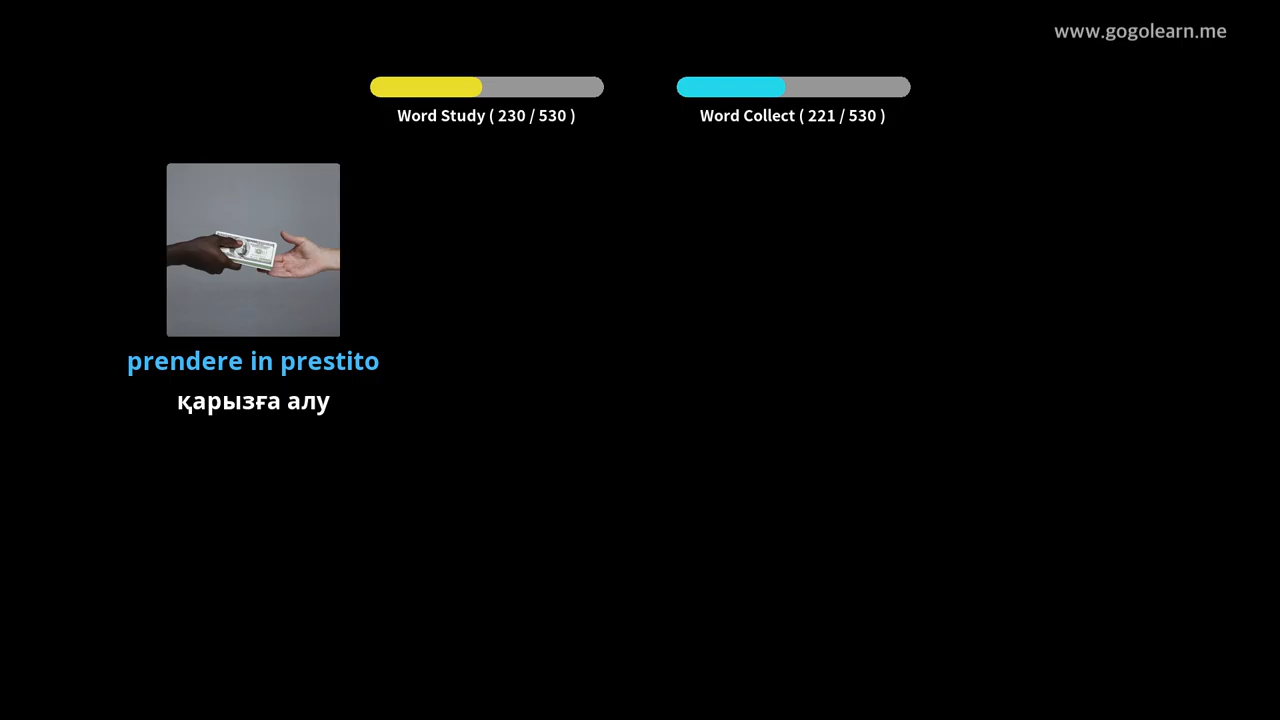 www.gogolearn.me
Word Study ( 230 / 530 )
Word Collect ( 221 / 530 )
prendere in prestito
қарызға алу